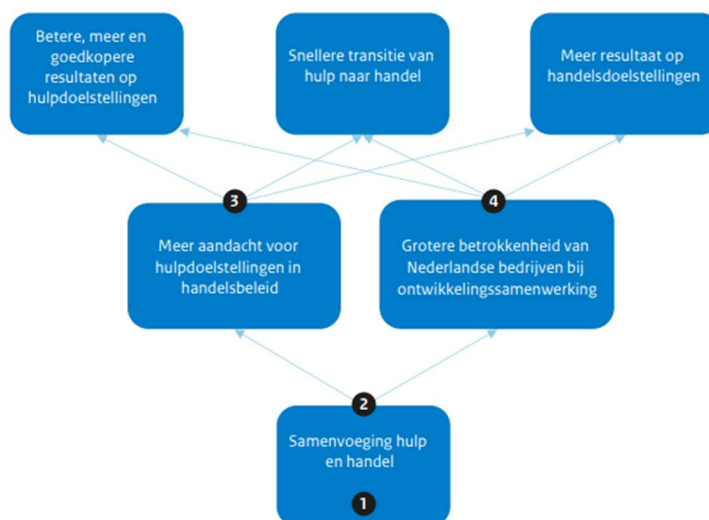 Betere, meer en
goedkopere
resultaten op
hulpdoelstellingen
Snellere transitie van
hulp naar handel
Meer resultaat op
handelsdoelstellingen
3
4
Meer aandacht voor
hulpdoelstellingen in
handelsbeleid
Grotere betrokkenheid van
Nederlandse bedrijven bij
ontwikkelingssamenwerking
2
Samenvoeging hulp
en handel
1